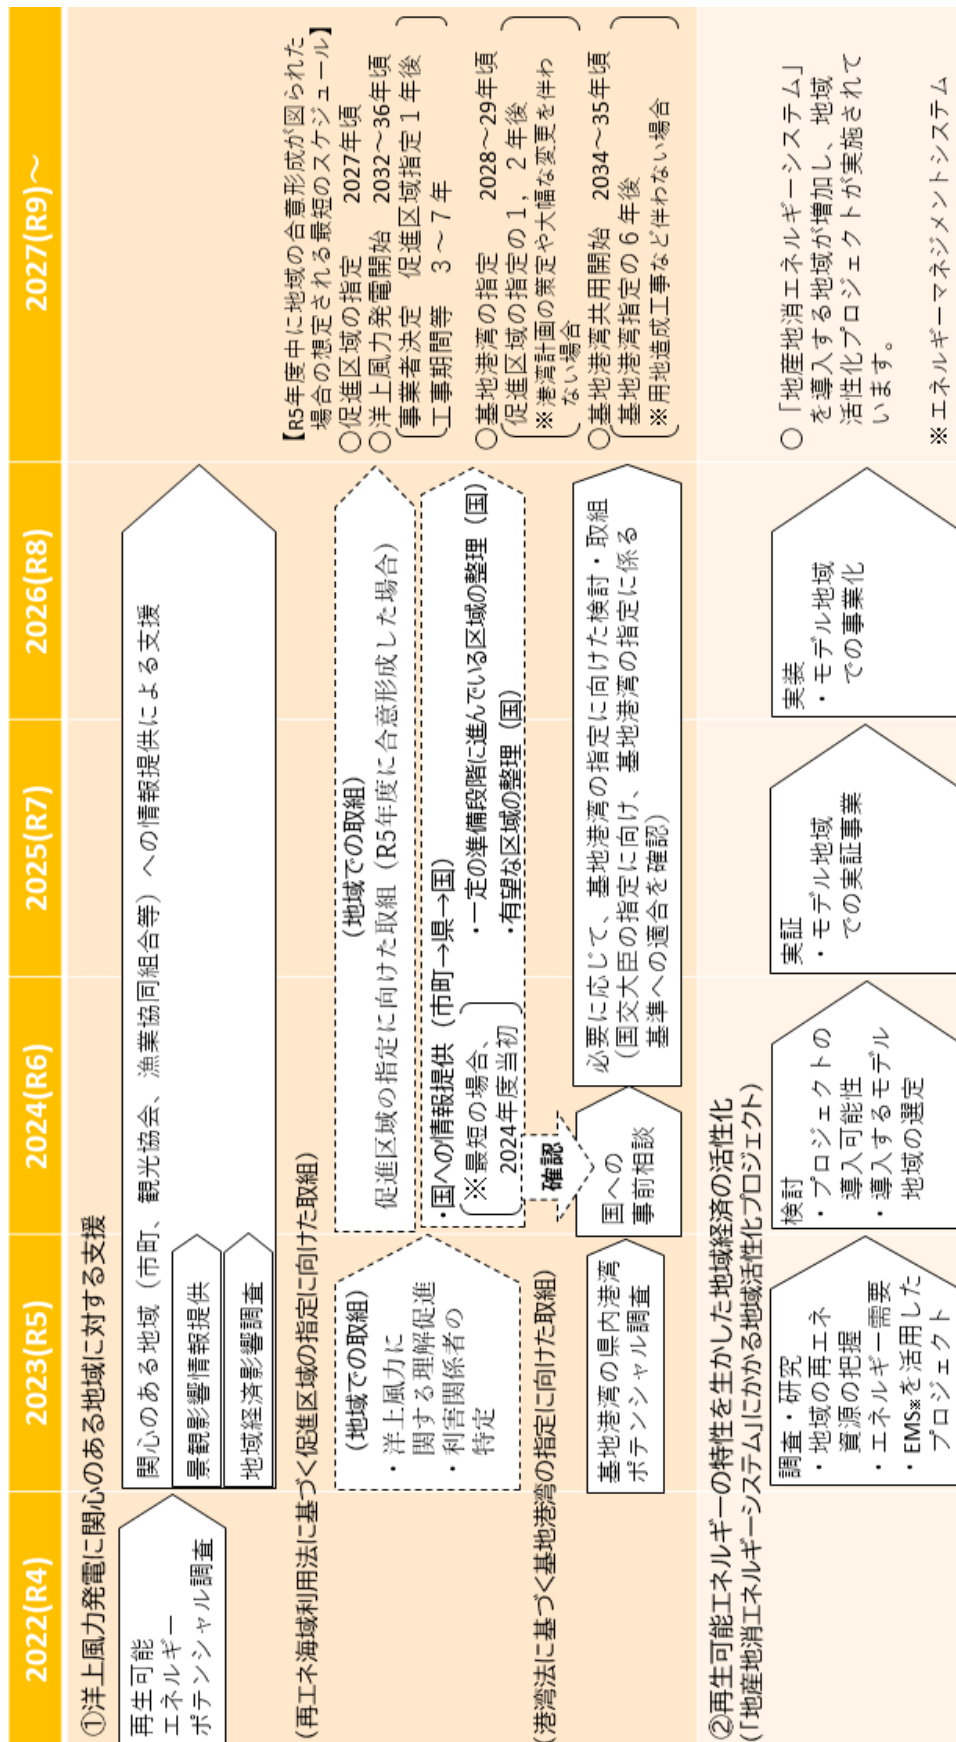 2022(R4)
2023(R5)
2024(R6)
2025(R7)
2026(R8)
2027(R9)～
①洋上風力発電に関心のある地域に対する支援
再生可能
エネルギー
ポテンシャル調査
関心のある地域（市町、観光協会、漁業協同組合等）への情報提供による支援
景観影響情報提供
地域経済影響調査
(再エネ海域利用法に基づく促進区域の指定に向けた取組)
(地域での取組)
・洋上風力に
関する理解促進
・利害関係者の
特定
(地域での取組)
促進区域の指定に向けた取組（R5年度に合意形成した場合）
・国への情報提供（市町→県→国）
※最短の場合、
2024年度当初
・一定の準備段階に進んでいる区域の整理（国）
・有望な区域の整理（国）
確認
【R5年度中に地域の合意形成が図られた
場合の想定される最短のスケジュール】
○促進区域の指定　2027年頃
○洋上風力発電開始　2032～36年頃
事業者決定　促進区域指定１年後
工事期間等　３～７年
○基地港湾の指定　2028～29年頃
促進区域の指定の１，２年後
※港湾計画の策定や大幅な変更を伴わ
ない場合
○基地港湾共用開始　2034～35年頃
基地港湾指定の６年後
※用地造成工事など伴わない場合
(港湾法に基づく基地港湾の指定に向けた取組)
基地港湾の県内港湾
ポテンシャル調査
国への
事前相談
必要に応じて、基地港湾の指定に向けた検討・取組
(国交大臣の指定に向け、基地港湾の指定に係る
基準への適合を確認)
②再生可能エネルギーの特性を生かした地域経済の活性化
(「地産地消エネルギーシステム」にかかる地域活性化プロジェクト)
調査・研究
・地域の再エネ
資源の把握
・エネルギー需要
・EMS※を活用した
プロジェクト
検討
・プロジェクトの
導入可能性
・導入するモデル
地域の選定
実証
・モデル地域
での実証事業
実装
・モデル地域
での事業化
○「地産地消エネルギーシステム」
を導入する地域が増加し、地域
活性化プロジェクトが実施されて
います。
※エネルギーマネジメントシステム